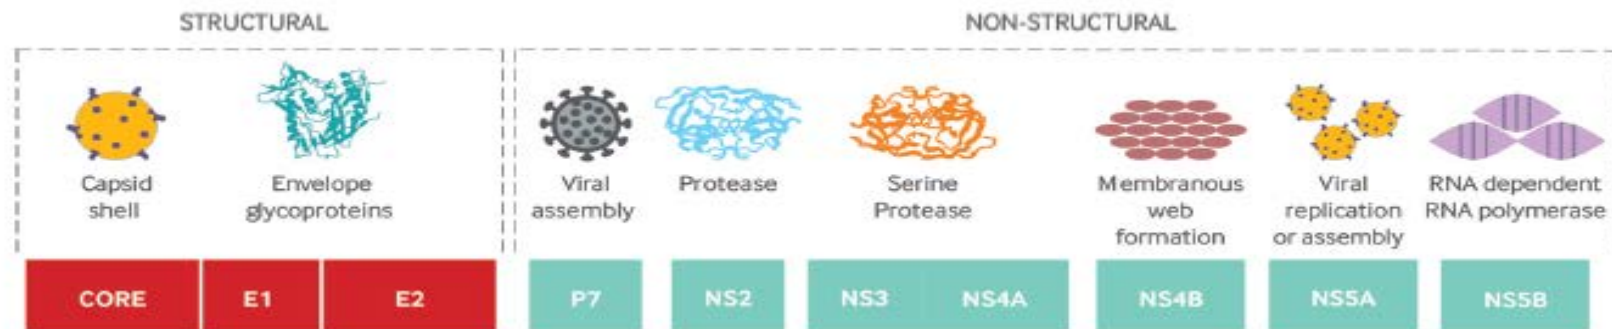 STRUCTURAL
NON-STRUCTURAL
Capsid
shell
Envelope
glycoproteins
Viral
assembly
Protease
Serine
Protease
Membranous
web
formation
Viral
replication
or assembly
RNA dependent
RNA polymerase
CORE
E1
E2
P7
NS2
NS3
NS4A
NS4B
NS5A
NS5B